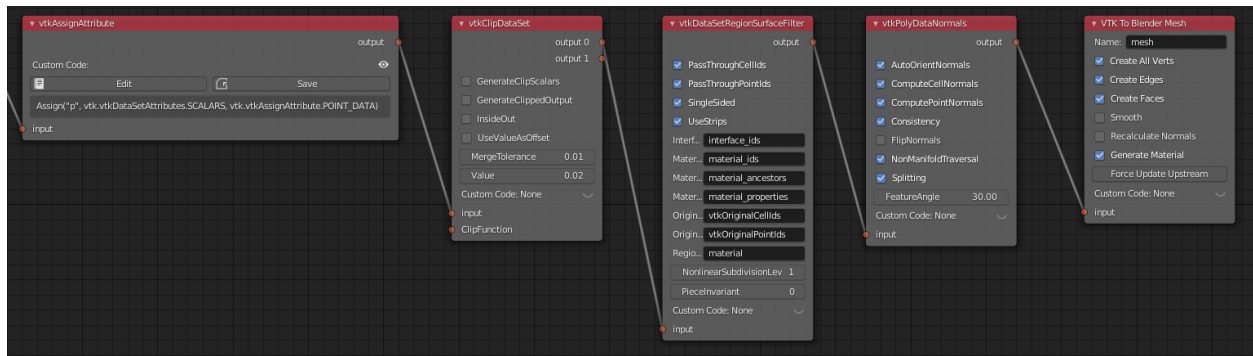 vtkAssignAttribute
output
Custom Code:
Edit
Save
Assign("p", vtk.vtkDataSetAttributes.SCALARS, vtk.vtkAssignAttribute.POINT_DATA)
input
vtkClipDataSet
output 0
output 1
GenerateClipScalars
GenerateClippedOutput
InsideOut
UseValueAsOffset
MergeTolerance 0.01
Value 0.02
Custom Code: None
input
ClipFunction
vtkDataSetRegionSurfaceFilter
output
PassThroughCellIds
PassThroughPointIds
SingleSided
UseStrips
Interf... interface_ids
Mater... material_ids
Mater... material_ancestors
Mater... material_properties
Origin... vtkOriginalCellIds
Origin... vtkOriginalPointIds
Regio... material
NonlinearSubdivisionLev 1
PieceInvariant 0
Custom Code: None
input
vtkPolyDataNormals
output
AutoOrientNormals
ComputeCellNormals
ComputePointNormals
Consistency
FlipNormals
NonManifoldTraversal
Splitting
FeatureAngle 30.00
Custom Code: None
input
VTK To Blender Mesh
Name: mesh
Create All Verts
Create Edges
Create Faces
Smooth
Recalculate Normals
Generate Material
Force Update Upstream
Custom Code: None
input